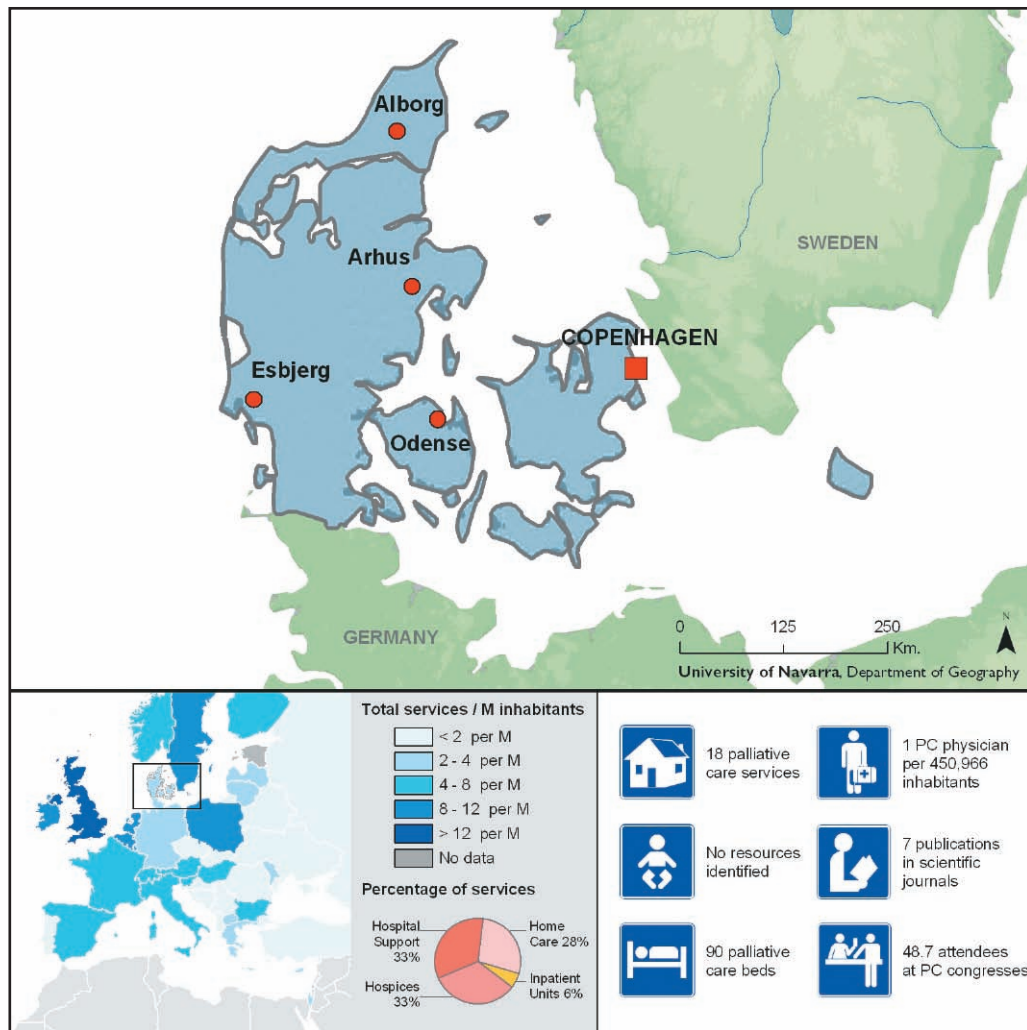 Alborg
Arhus
SWEDEN
COPENHAGEN
Esbjerg
Odense
GERMANY
0 125 250
Km.
N
University of Navarra, Department of Geography
Total services / M inhabitants
< 2 per M
2 - 4 per M
4 - 8 per M
8 - 12 per M
> 12 per M
No data
Percentage of services
Hospital
Support
33%
Home
Care 28%
Hospices
33%
Inpatient
Units 6%
18 palliative
care services
1 PC physician
per 450,966
inhabitants
No resources
identified
7 publications
in scientific
journals
90 palliative
care beds
48.7 attendees
at PC congresses